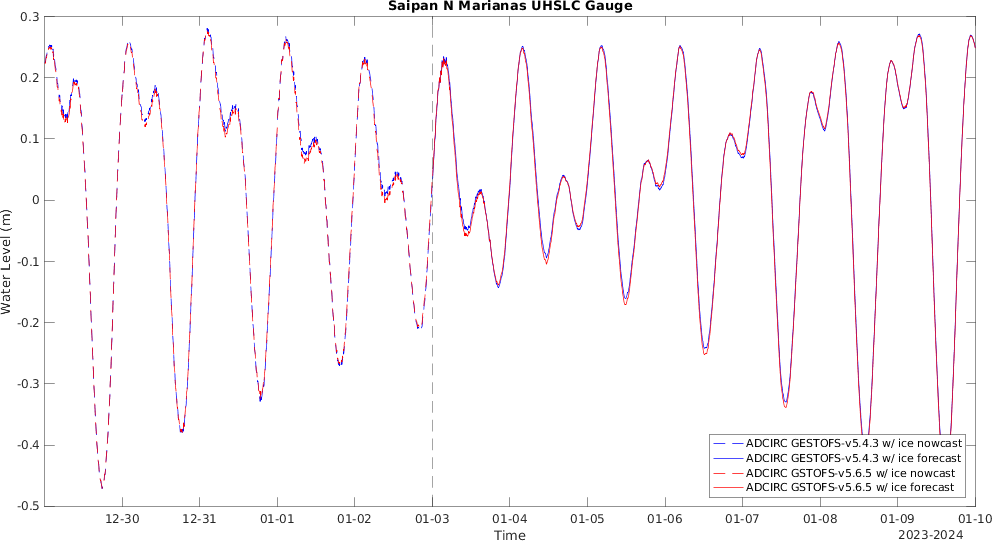 Saipan N Marianas UHSLC Gauge
0.3
0.2
0.1
0
-0.1
-0.2
-0.3
-0.4
-0.5
Water Level (m)
ADCIRC GESTOFS-v5.4.3 w/ ice nowcast
ADCIRC GESTOFS-v5.4.3 w/ ice forecast
ADCIRC GSTOFS-v5.6.5 w/ ice nowcast
ADCIRC GSTOFS-v5.6.5 w/ ice forecast
12-30 12-31 01-01 01-02 01-03 01-04 01-05 01-06 01-07 01-08 01-09 01-10
Time
2023-2024